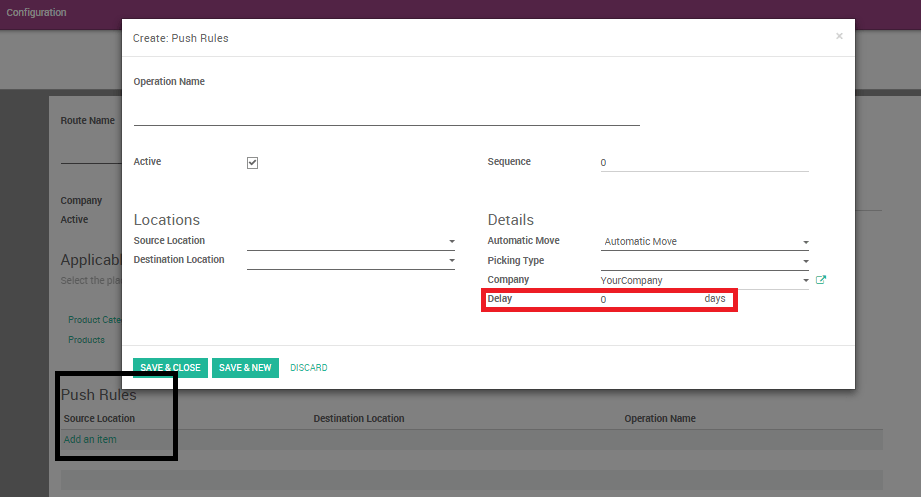 Configuration
Create: Push Rules ×
Operation Name
Route Name
Active
Sequence 0
Company
Active
Locations
Details
Source Location
Automatic Move Automatic Move
Destination Location
Picking Type
Applicabl
Company YourCompany
Select the pla
Delay 0 days
Product Cate
Products
SAVE & CLOSE SAVE & NEW DISCARD
Push Rules
Source Location Destination Location Operation Name
Add an item